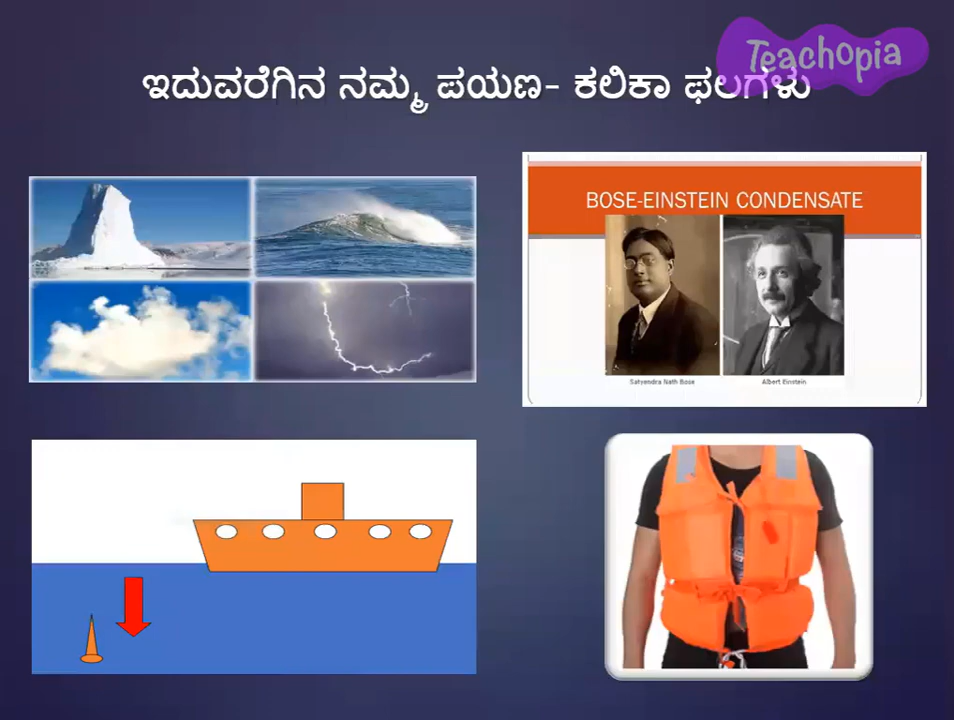 Teachopia
ಇದುವರೆಗಿನ ನಮ್ಮ ಪಯಣ- ಕಲಿಕಾ ಫಲಗಳು
BOSE-EINSTEIN CONDENSATE
Satyendra Nath Bose
Albert Einstein